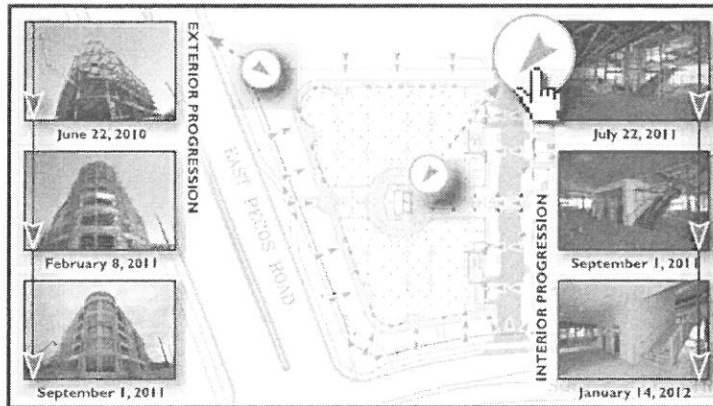 EXTERIOR PROGRESSION
June 22, 2010
February 8, 2011
September 1, 2011
EAST PECOS ROAD
INTERIOR PROGRESSION
July 22, 2011
September 1, 2011
January 14, 2012